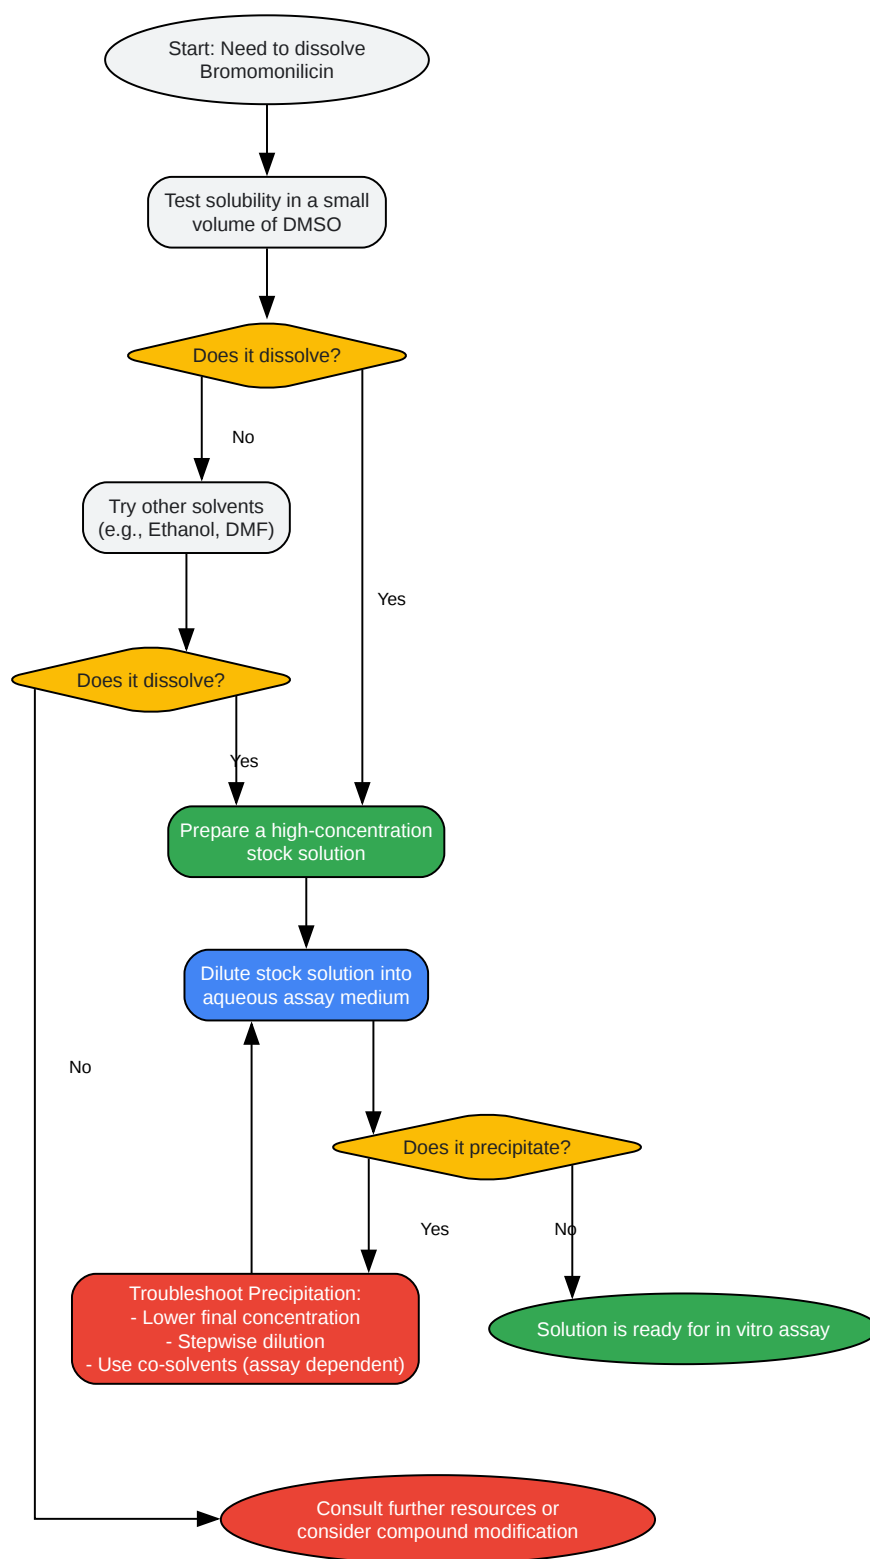 Start: Need to dissolve
Bromomonilicin
Test solubility in a small
volume of DMSO
Does it dissolve?
No
Try other solvents
(e.g., Ethanol, DMF)
Yes
Does it dissolve?
Yes
Prepare a high-concentration
stock solution
Dilute stock solution into
aqueous assay medium
No
Does it precipitate?
Yes
No
Troubleshoot Precipitation:
- Lower final concentration
- Stepwise dilution
- Use co-solvents (assay dependent)
Solution is ready for in vitro assay
Consult further resources or
consider compound modification